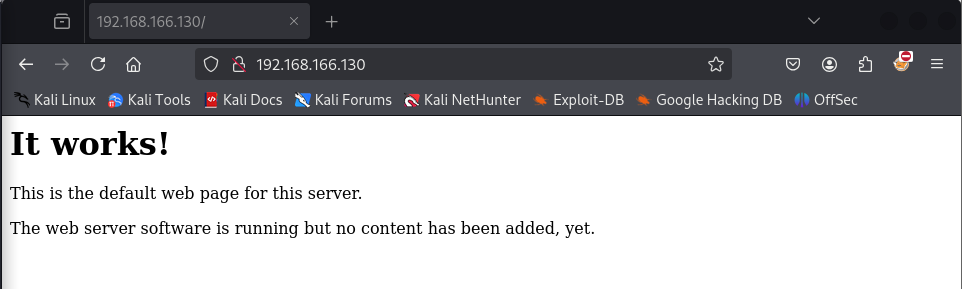 192.168.166.130/
192.168.166.130
Kali Linux Kali Tools Kali Docs Kali Forums Kali NetHunter Exploit-DB Google Hacking DB OffSec
It works!
This is the default web page for this server.
The web server software is running but no content has been added, yet.